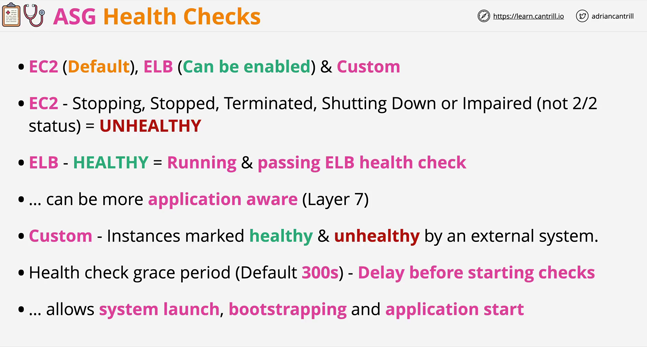 ASG Health Checks
https://learn.cantrill.io
adriancantrill
• EC2 (Default), ELB (Can be enabled) & Custom
• EC2 - Stopping, Stopped, Terminated, Shutting Down or Impaired (not 2/2
status) = UNHEALTHY
• ELB - HEALTHY = Running & passing ELB health check
• ... can be more application aware (Layer 7)
• Custom - Instances marked healthy & unhealthy by an external system.
• Health check grace period (Default 300s) - Delay before starting checks
• ... allows system launch, bootstrapping and application start